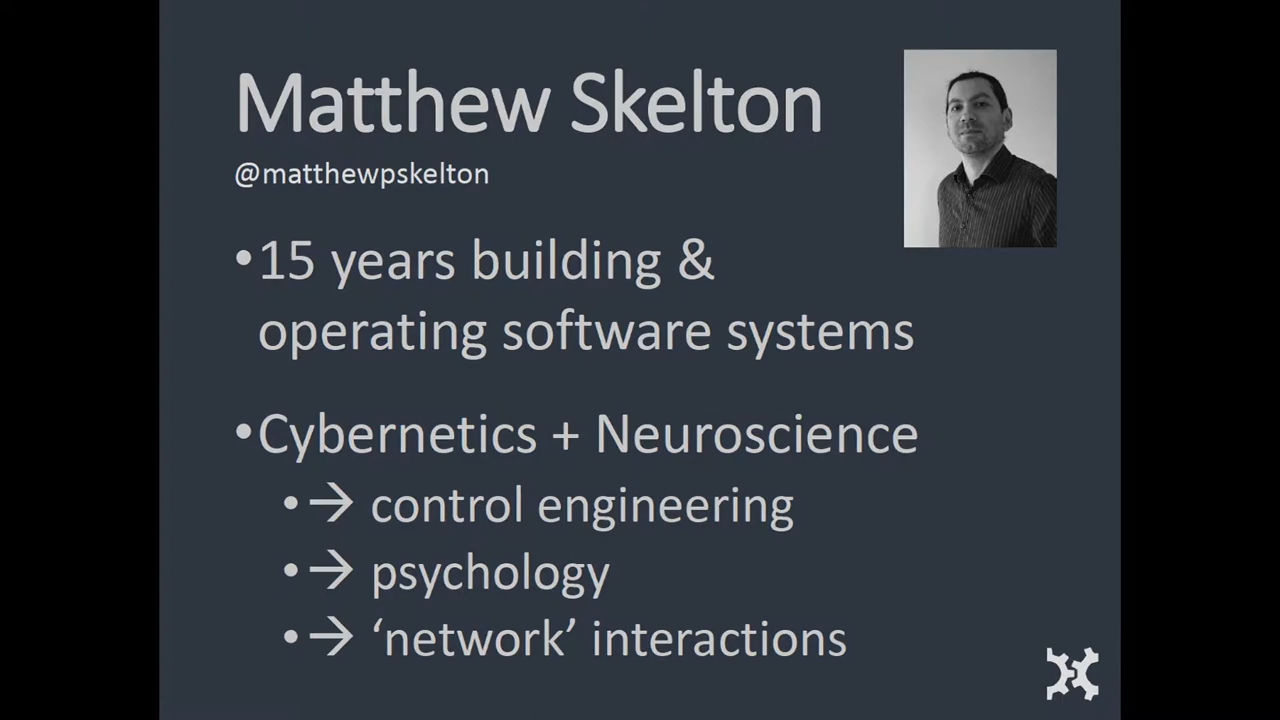 Matthew Skelton
@matthewpskelton
•15 years building &
operating software systems
•Cybernetics + Neuroscience
•→ control engineering
•→ psychology
•→ ‘network’ interactions